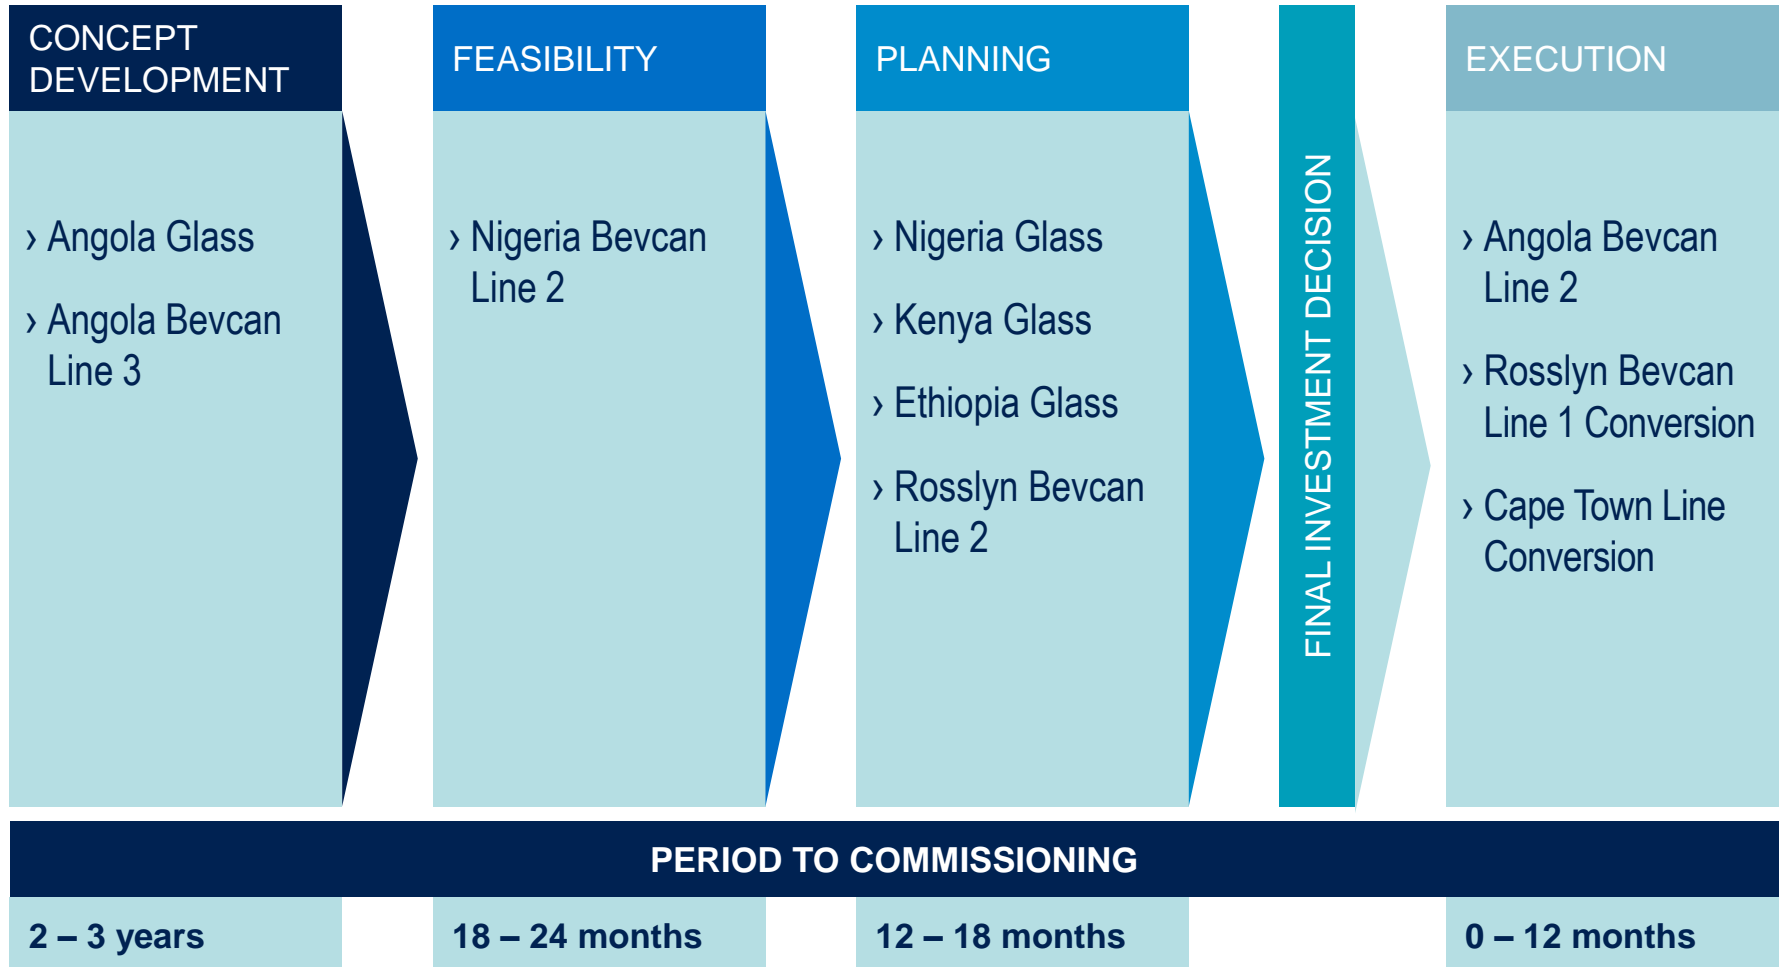 CONCEPT
DEVELOPMENT
› Angola Glass
› Angola Bevcan
Line 3
FEASIBILITY
› Nigeria Bevcan
Line 2
PLANNING
› Nigeria Glass
› Kenya Glass
› Ethiopia Glass
› Rosslyn Bevcan
Line 2
FINAL INVESTMENT DECISION
EXECUTION
› Angola Bevcan
Line 2
› Rosslyn Bevcan
Line 1 Conversion
› Cape Town Line
Conversion
PERIOD TO COMMISSIONING
2 – 3 years
18 – 24 months
12 – 18 months
0 – 12 months